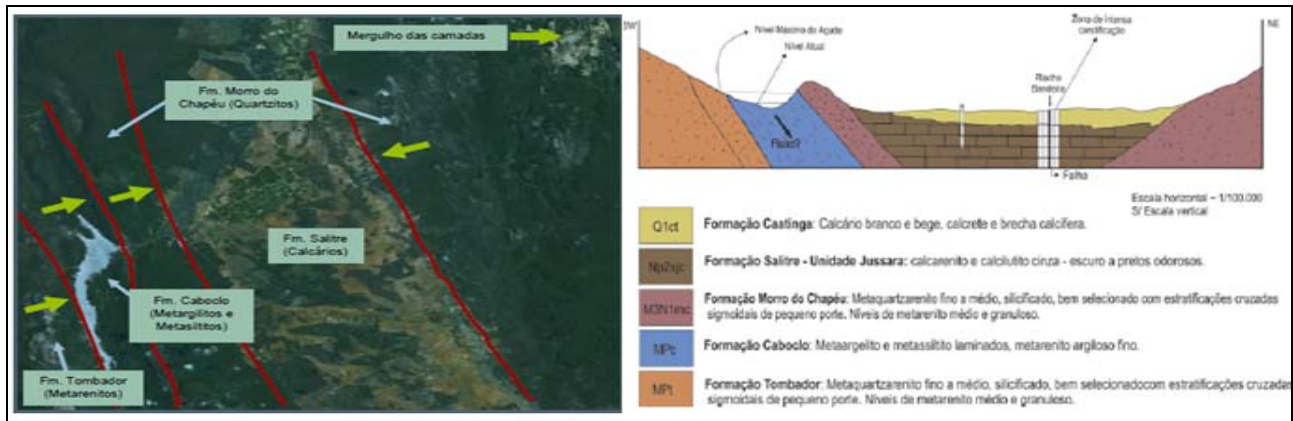 Mergulho das camadas
Fm. Morro do
Chapéu (Quartzitos)
Fm. Salitre
(Calcários)
Fm. Caboclo
(Metargilitos e
Metasiltitos)
Fm. Tombador
(Metarenitos)
NE
Nível Máximo do Açude
Nível Atual
Zona de Intensa
carstificação
Riacho
Fluxo?
Falha
Escala horizontal - 1/100.000
S/ Escala vertical
Q1ct
Formação Caatinga: Calcário branco e bege, calcrete e brecha calcífera.
Formação Salitre - Unidade Jussara: calcarenito e calcilutito cinza - escuro a pretos odorosos.
M3N1mc
Formação Morro do Chapéu: Metaquartzarenito fino a médio, silicificado, bem selecionado com estratificações cruzadas
sigmoidais de pequeno porte. Níveis de metarenito médio e granuloso.
MPc
Formação Caboclo: Metaargelito e metassiltito laminados, metarenito argiloso fino.
MPt
Formação Tombador: Metaquartzarenito fino a médio, silicificado, bem selecionadocom estratificações cruzadas
sigmoidais de pequeno porte. Níveis de metarenito médio e granuloso.